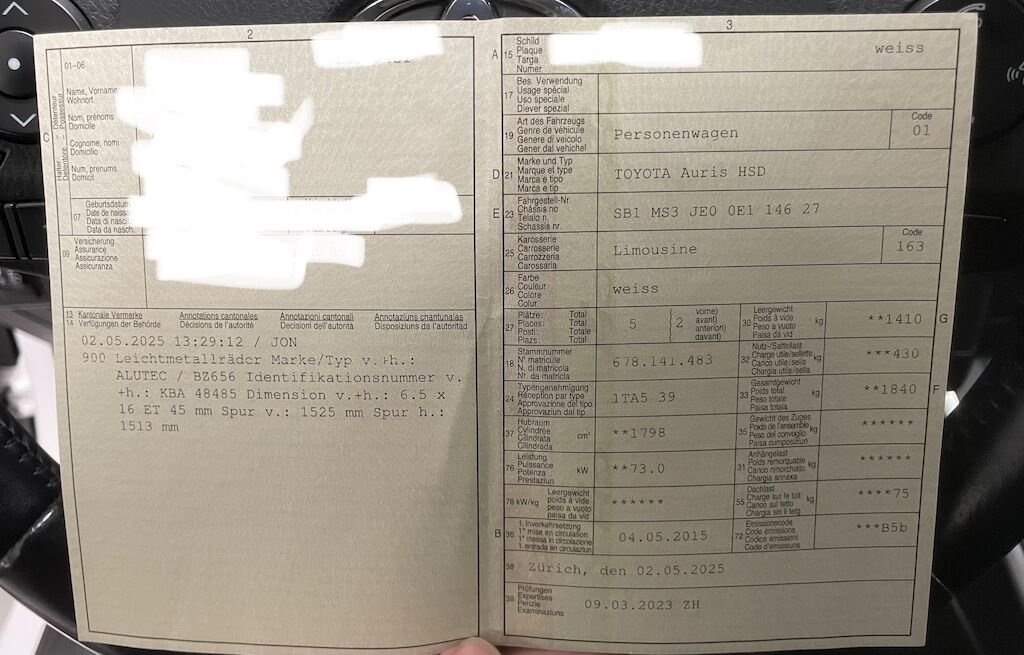 2
01-06
Name, Vorname
Wohnort
Nom, prénoms
Domicile
Cognome, nomi
Domicilio
Num, prenums
Domicil
C
Halter Détenteur
Detentore Possessur
07
Geburtsdatum
Date de naiss
Data di nasc
Data da nasch.
09
Versicherung
Assurance
Assicurazione
Assicuranza
13
14
Kantonale Vermerke Annotations cantonales Annotazioni cantonali Annotaziuns chantunalas
Verfügungen der Behörde Décisions de l'autorité Decisioni dell'autorità Disposiziuns da l'autoritad
02.05.2025 13:29:12 / JON
900 Leichtmetallräder Marke/Typ v.+h.:
ALUTEC / BZ656 Identifikationsnummer v.
+h.: KBA 48485 Dimension v.+h.: 6.5 x
16 ET 45 mm Spur v.: 1525 mm Spur h.:
1513 mm
3
A 15
Schild
Plaque
Targa
Numer
weiss
17
Bes. Verwendung
Usage spécial
Uso speciale
Diever spezial
19
Art des Fahrzeugs
Genre de véhicule
Genere di veicolo
Gener dal vehichel
Personenwagen
Code
01
D 21
Marke und Typ
Marque et type
Marca e tipo
Marca e tip
TOYOTA Auris HSD
E 23
Fahrgestell-Nr.
Châssis no
Telaio n.
Schassis nr.
SB1 MS3 JE0 0E1 146 27
25
Karosserie
Carrosserie
Carrozzeria
Carossaria
Limousine
Code
163
26
Farbe
Couleur
Colore
Colur
weiss
27
Plätze: Total
Places: Total
Posti: Totale
Plazs: Total
5
(2
vorne)
avant)
anteriori)
davant)
30
Leergewicht
Poids à vide
Peso a vuoto
Paisa da vid
kg
**1410
G
18
Stammnummer
N° matricule
N. di matricola
Nr. da matricla
678.141.483
32
Nutz-/Sattellast
Charge utile/sellette
Carico utile/sella
Chargia utila/sella
kg
***430
24
Typengenehmigung
Réception par type
Approvazione del tipo
Approvaziun dal tip
1TA5 39
33
Gesamtgewicht
Poids total
Peso totale
Paisa totala
kg
**1840
F
37
Hubraum
Cylindrée
Cilindrata
Cilindrada
cm³
**1798
35
Gewicht des Zuges
Poids de l'ensemble
Peso del convoglio
Paisa cumposiziun
kg
******
76
Leistung
Puissance
Potenza
Prestaziun
kW
**73.0
31
Anhängelast
Poids remorquable
Carico rimorchiato
Chargia annexa
kg
******
78 kW/kg
Leergewicht
poids à vide
peso a vuoto
paisa da vid
******
55
Dachlast
Charge sur le toit
Carico sul tetto
Chargia sin il tetg
kg
****75
B 36
1. Inverkehrsetzung
1re mise en circulation
1a messa in circolazione
1. entrada en circulaziun
04.05.2015
72
Emissionscode
Code émissions
Codice emissioni
Code d'emissiuns
***B5b
38
Zürich, den 02.05.2025
39
Prüfungen
Expertises
Perizie
Examinaziuns
09.03.2023 ZH